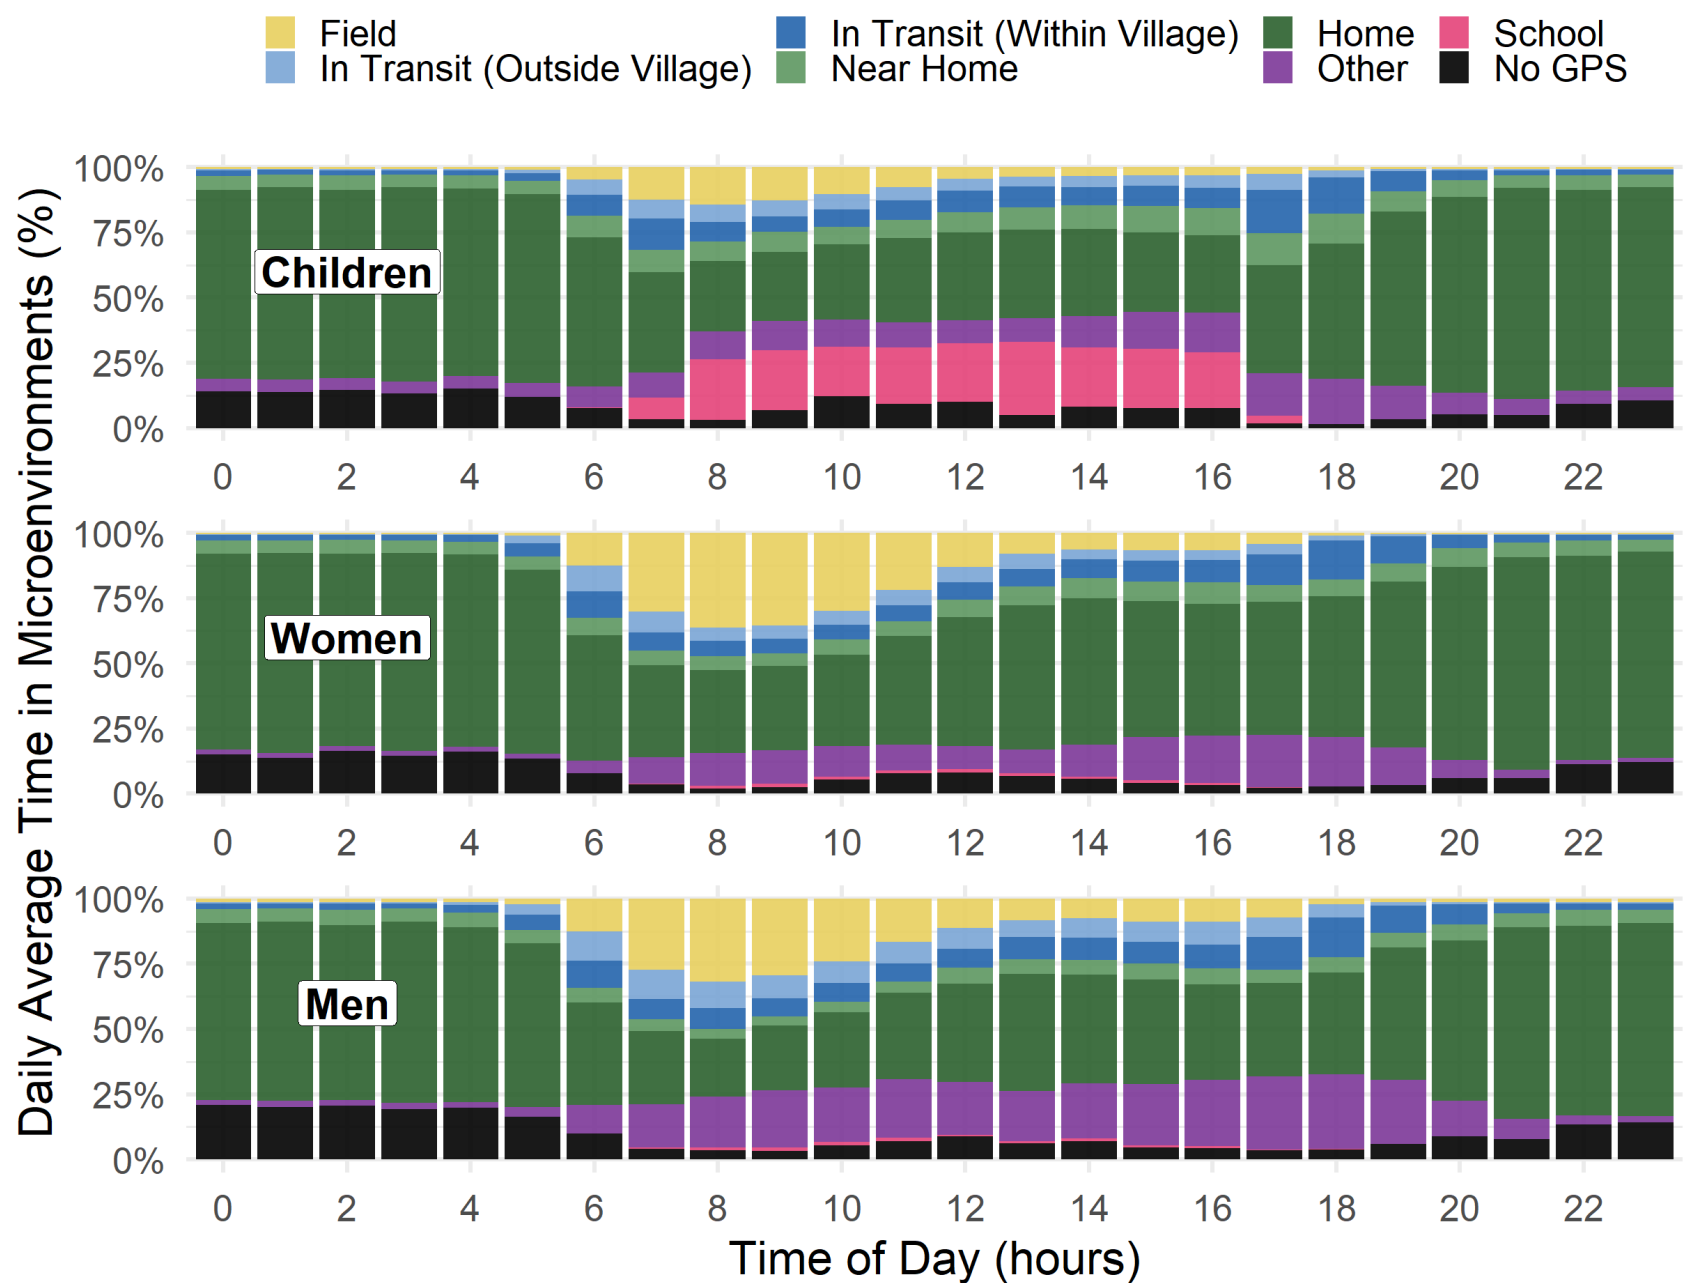 Field In Transit (Within Village) Home School
In Transit (Outside Village) Near Home Other No GPS
Daily Average Time in Microenvironments (%)
100%
75%
50%
25%
0%
Children
0 2 4 6 8 10 12 14 16 18 20 22
100%
75%
50%
25%
0%
Women
0 2 4 6 8 10 12 14 16 18 20 22
100%
75%
50%
25%
0%
Men
0 2 4 6 8 10 12 14 16 18 20 22
Time of Day (hours)